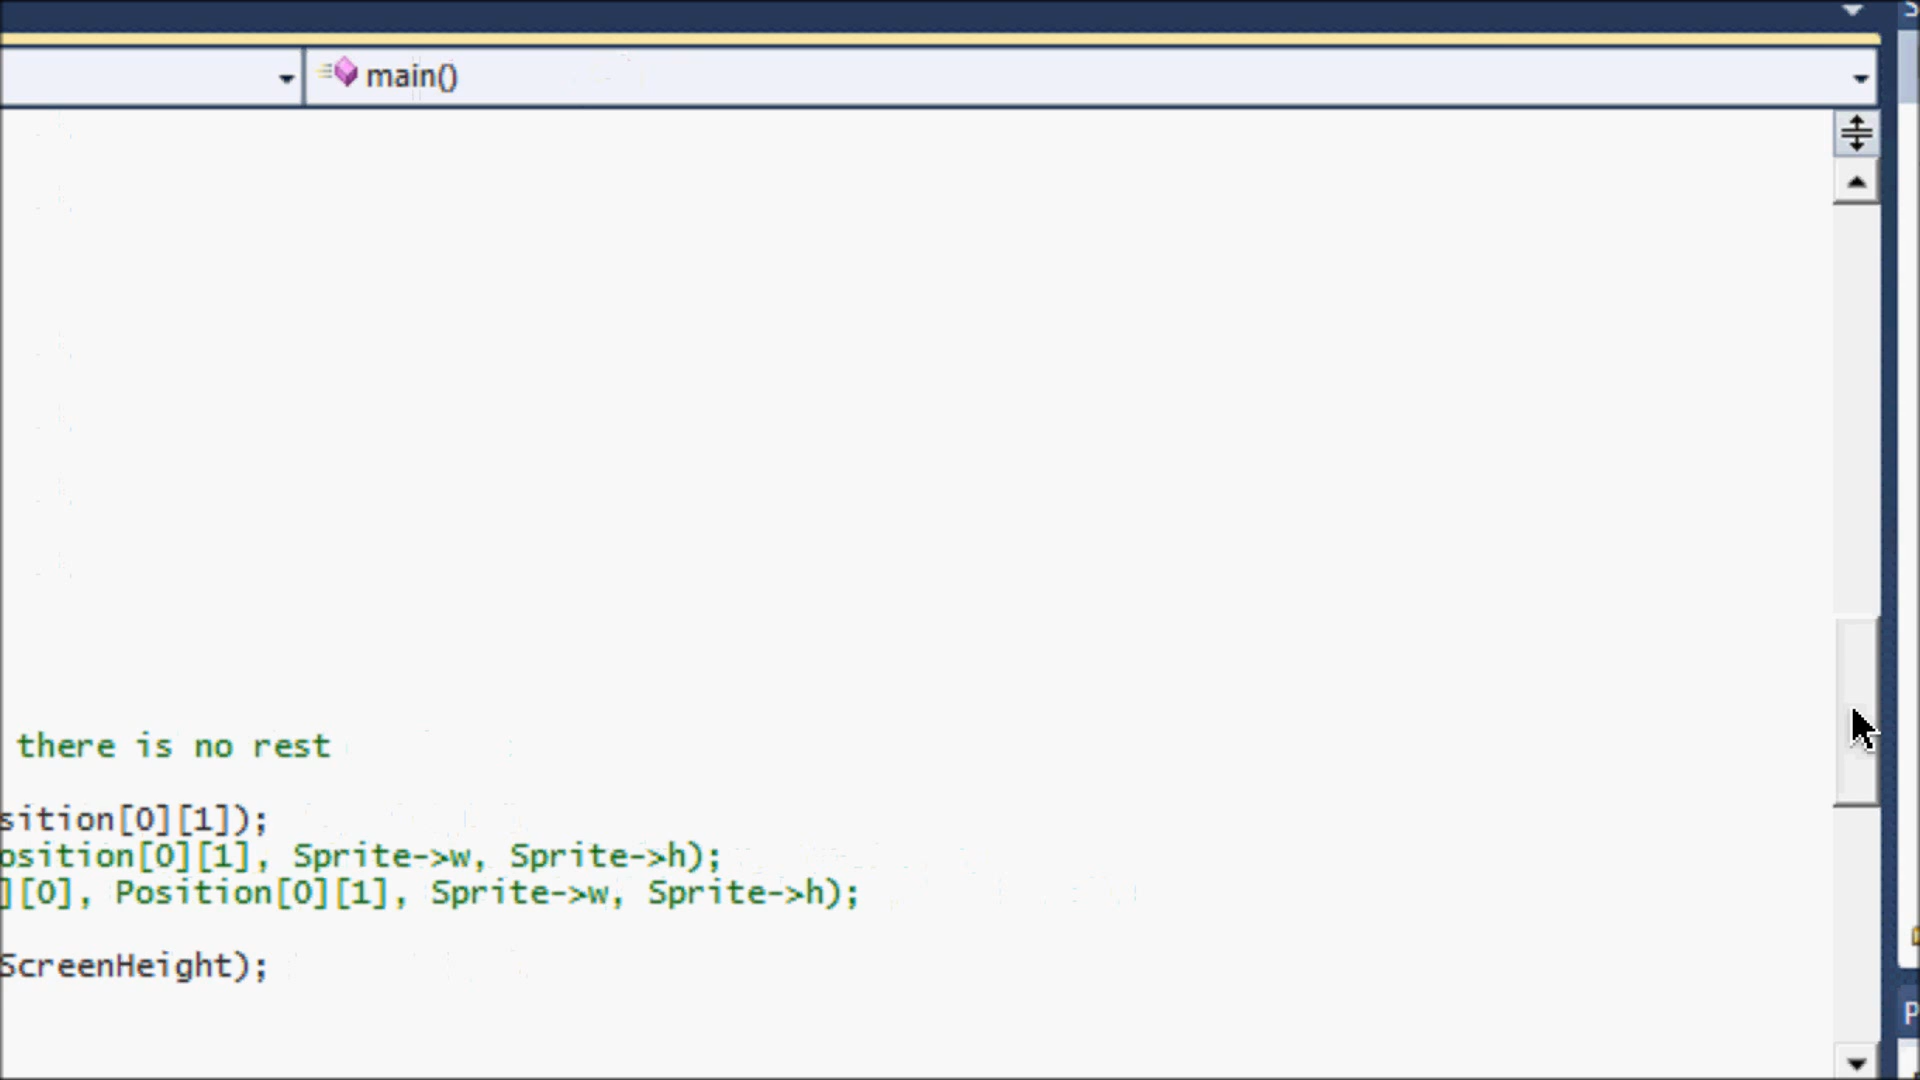 main()
there is no rest
sition[0][1]);
osition[0][1], Sprite->w, Sprite->h);
][0], Position[0][1], Sprite->w, Sprite->h);
ScreenHeight);
P